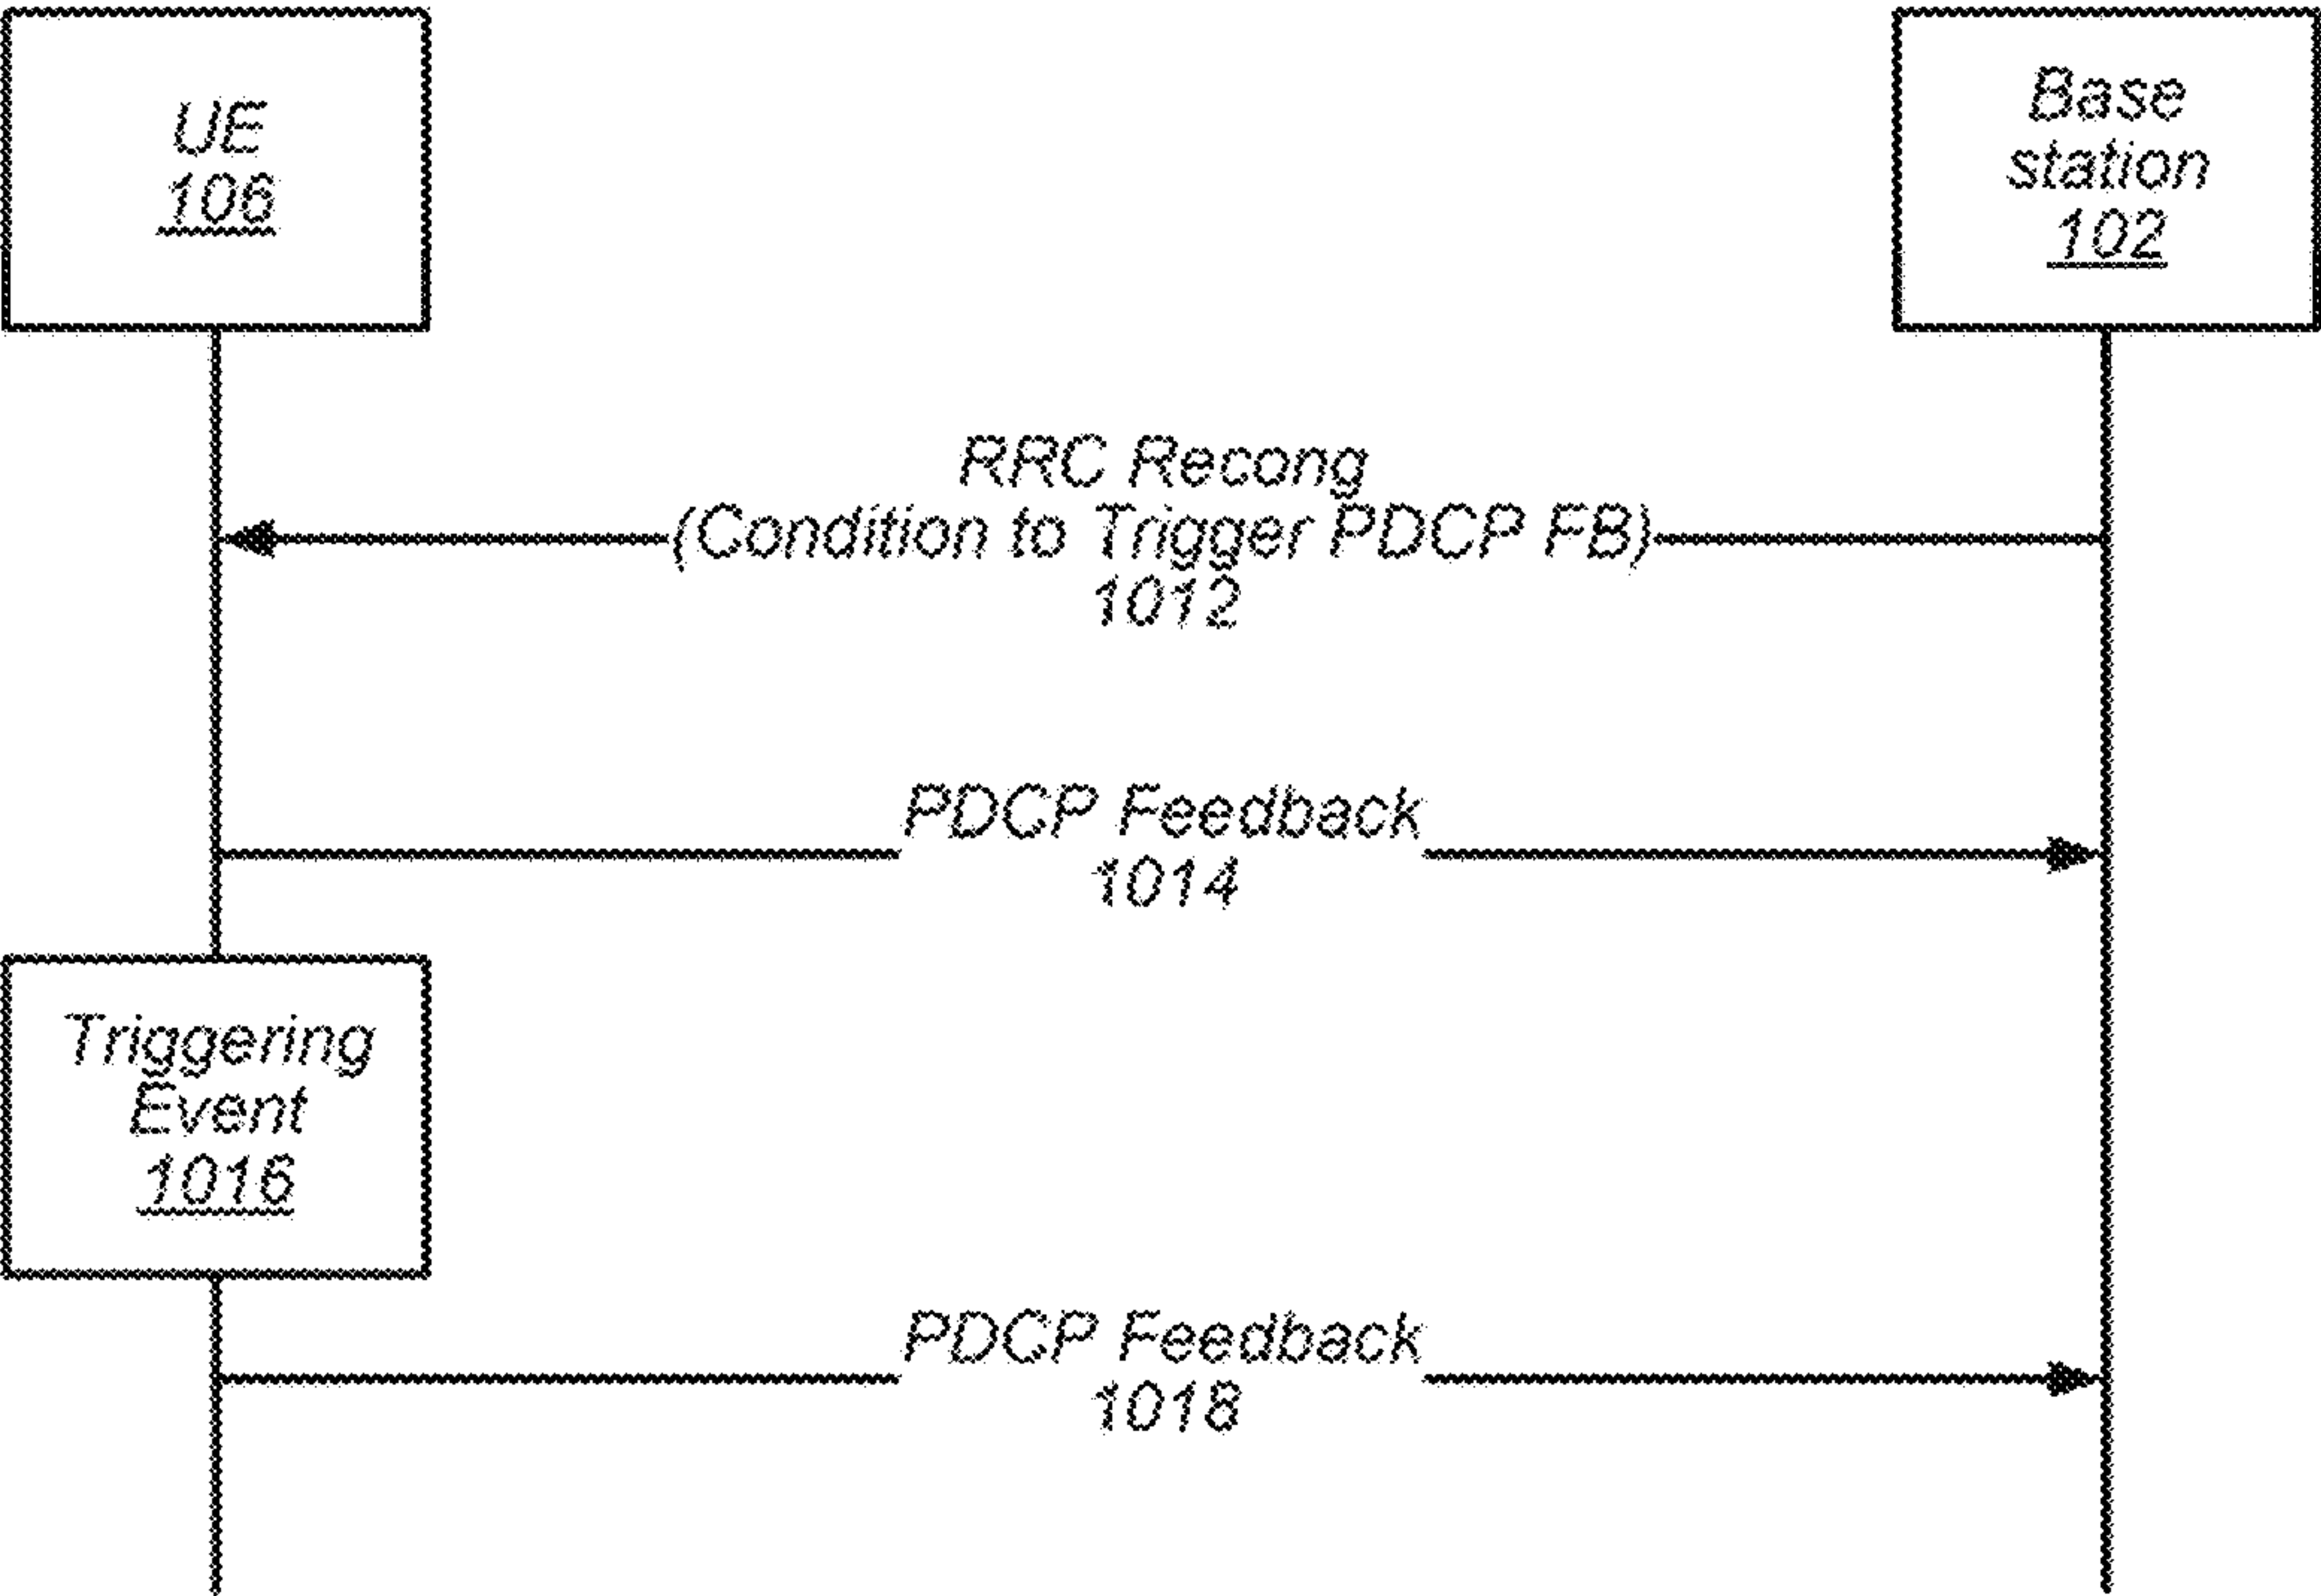 UE
106
Base
station
102
RRC Recong
(Condition to Trigger PDCP FB)
1012
PDCP Feedback
1014
Triggering
Event
1016
PDCP Feedback
1018